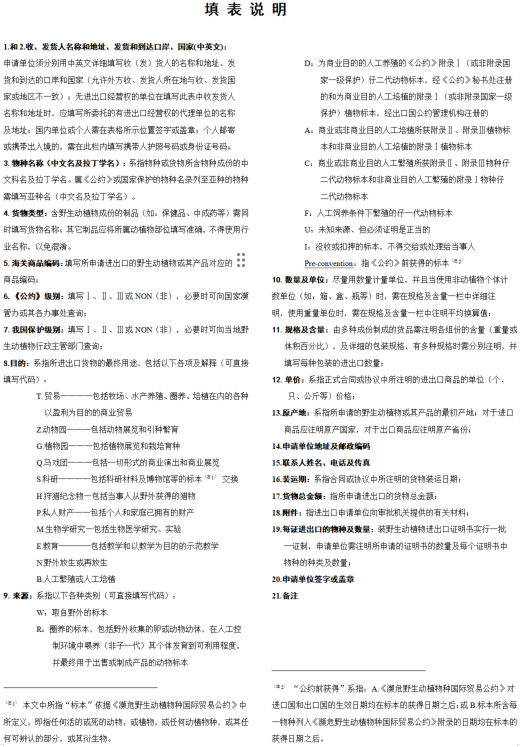 填 表 说 明
1.和 2.收、发货人名称和地址、发货和到达口岸、国家(中英文)：
申请单位须分别用中英文详细填写收（发）货人的名称和地址、发
货和到达的口岸和国家（允许外方收、发货人所在地与收、发货国
家或地区不一致）；无进出口经营权的单位在填写此表中收发货人
名称和地址时，应填写所委托的有进出口经营权的代理单位的名称
及地址；国内单位或个人需在表格所示位置签字或盖章；个人邮寄
或携带出入境的，需在此栏内填写携带人护照号码或身份证号码；
3. 物种名称（中文名及拉丁学名）：系指物种或货物所含物种成份的中
文科名及拉丁学名。属《公约》或国家保护的物种名录列至亚种的物种
需填写亚种名（中文名及拉丁学名）。
4. 货物类型：含野生动植物成份的制品（如：保健品、中成药等）需同
时填写货物名称；其它制品应将所属动植物部位填写准确，不得使用行
业名称，以免混淆。
5. 海关商品编码：填写所申请进出口的野生动植物或其产品对应的
商品编码；
6.《公约》级别：填写Ⅰ、Ⅱ、Ⅲ或 NON（非），必要时可向国家濒
管办或其各办事处查询；
7. 我国保护级别：填写Ⅰ、Ⅱ、Ⅲ或 NON（非），必要时可向当地野
生动植物行政主管部门查询；
8.目的：系指所进出口货物的最终用途，包括以下各项及解释（可直接
填写代码）：
T. 贸易————包括牧场、水产养殖、圈养、培植在内的各种
以盈利为目的的商业贸易
Z.动物园———包括动物展览和引种繁育
G.植物园———包括植物展览和栽培育种
Q.马戏团———包括一切形式的商业演出和商业展览
S.科研————包括科研材料及博物馆等的标本（注1） 交换
H.狩猎纪念物—包括当事人从野外获得的猎物
P.私人财产——包括个人和家庭已拥有的财产
M.生物学研究—包括生物医学研究、实验
E.教育————包括教学和以教学为目的的示范教学
N.野外放生或再放生
B.人工繁殖或人工培植
9. 来源：系指以下各种类别（可直接填写代码）：
W：取自野外的标本
R：圈养的标本，包括野外收集的卵或动物幼体，在人工控
制环境中喂养（非子一代）其个体发育到可利用程度，
并最终用于出售或制成产品的动物标本
（注1） 本文中所指“标本”依据《濒危野生动植物种国际贸易公约》中
所定义，即指任何活的或死的动物，或植物，或任何动植物种，或其任
何可辨认的部分，或其衍生物。
D：为商业目的的人工养殖的《公约》附录Ⅰ（或非附录国
家一级保护）仔二代动物标本，经《公约》秘书处注册
的和为商业目的的人工培植的附录Ⅰ（或非附录国家一级
保护）植物标本，经出口国公约管理机构注册的
A：商业或非商业目的人工培植所获附录Ⅱ、附录Ⅲ植物标
本和非商业目的人工培植的附录Ⅰ植物标本
C：商业或非商业目的人工繁殖所获附录Ⅱ、附录Ⅲ物种仔
二代动物标本和非商业目的和人工繁殖的附录Ⅰ物种仔
二代动物标本
F：人工饲养条件下繁殖的仔一代动物标本
U：未知来源、但必须证明是正当的
I：没收或扣押的标本，不得交给或处理给当事人
Pre-convention：指《公约》前获得的标本（注2）
10. 数量及单位：尽量用数量计量单位，并且当使用非动植物个体计
数单位（如：箱、盒、瓶等）时，需在规格及含量一栏中详细注
明，使用重量单位时，需在规格及含量一栏中注明平均换算值；
11. 规格及含量：由多种成份制成的货品需注明各组份的含量（重量或
体积百分比），及详细的包装规格，有多种规格时需分别注明，并
填写每种包装的进出口数量；
12. 单价：系指正式合同或协议中所注明的进出口商品的单位（个、
只、公斤等）价格；
13.原产地：系指所申请的野生动植物或其产品的最初产地；对于进口
商品应注明原产国家，对于出口商品应注明原产省份；
14.申请单位地址及邮政编码
15.联系人姓名、电话及传真
16.装运期：系指合同或协议中所注明的货物装运日期；
17.货物总金额：指所申请进出口的货物总金额；
18.附件：指进出口申请单位向审批机关提供的有关材料；
19.每证进出口的物种及数量：装野生动植物进出口证明书实行一批
一证制，申请单位需注明所申请的证明书的数量及每个证明书中
物种的种类及数量；
20.申请单位签字或盖章
21.备注
（注2） “公约前获得”系指：A.《濒危野生动植物种国际贸易公约》对
进口国和出口国的生效日期均在标本的获得日期之后；或 B.标本所含每
一物种列入《濒危野生动植物种国际贸易公约》附录的日期均在标本的
获得日期之后。